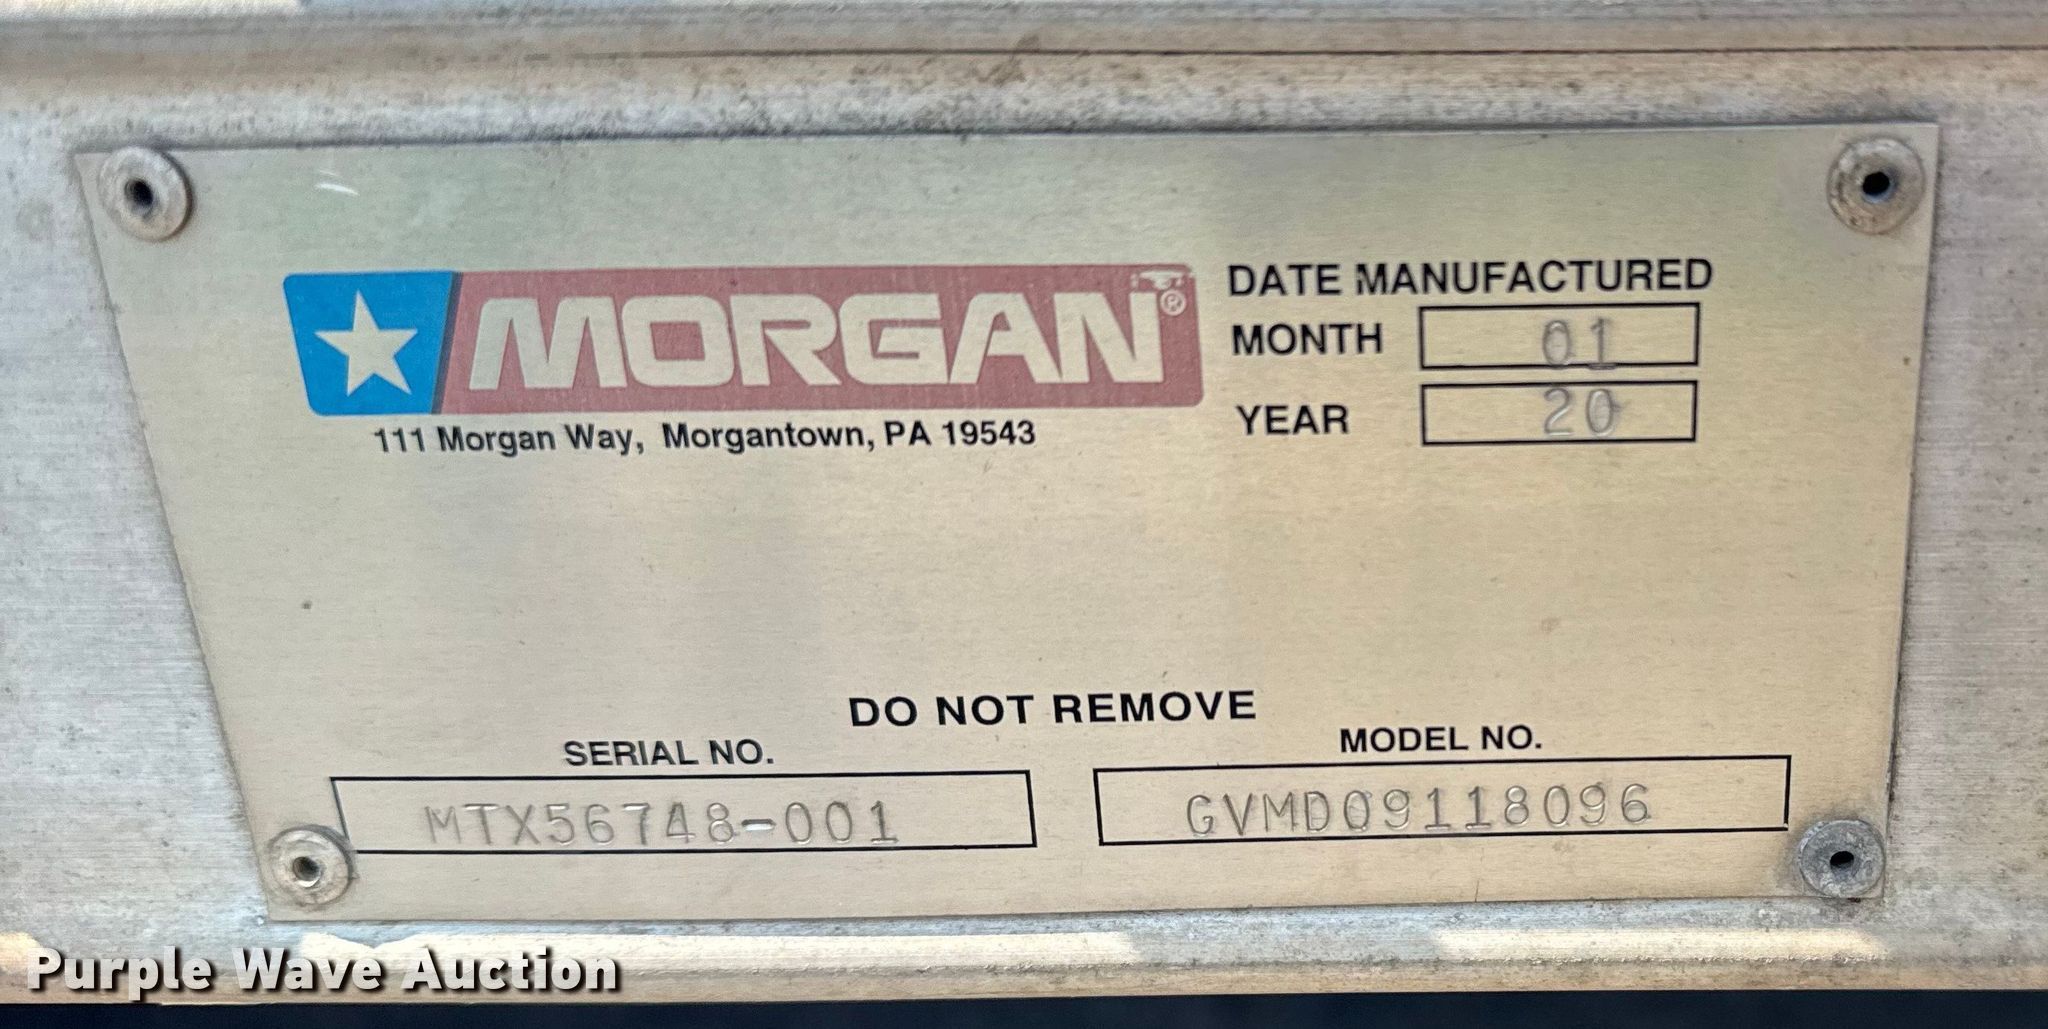 MORGAN®
111 Morgan Way, Morgantown, PA 19543
DATE MANUFACTURED
MONTH 01
YEAR 20
DO NOT REMOVE
SERIAL NO.
MTX56748-001
MODEL NO.
GVMD09118096
Purple Wave Auction